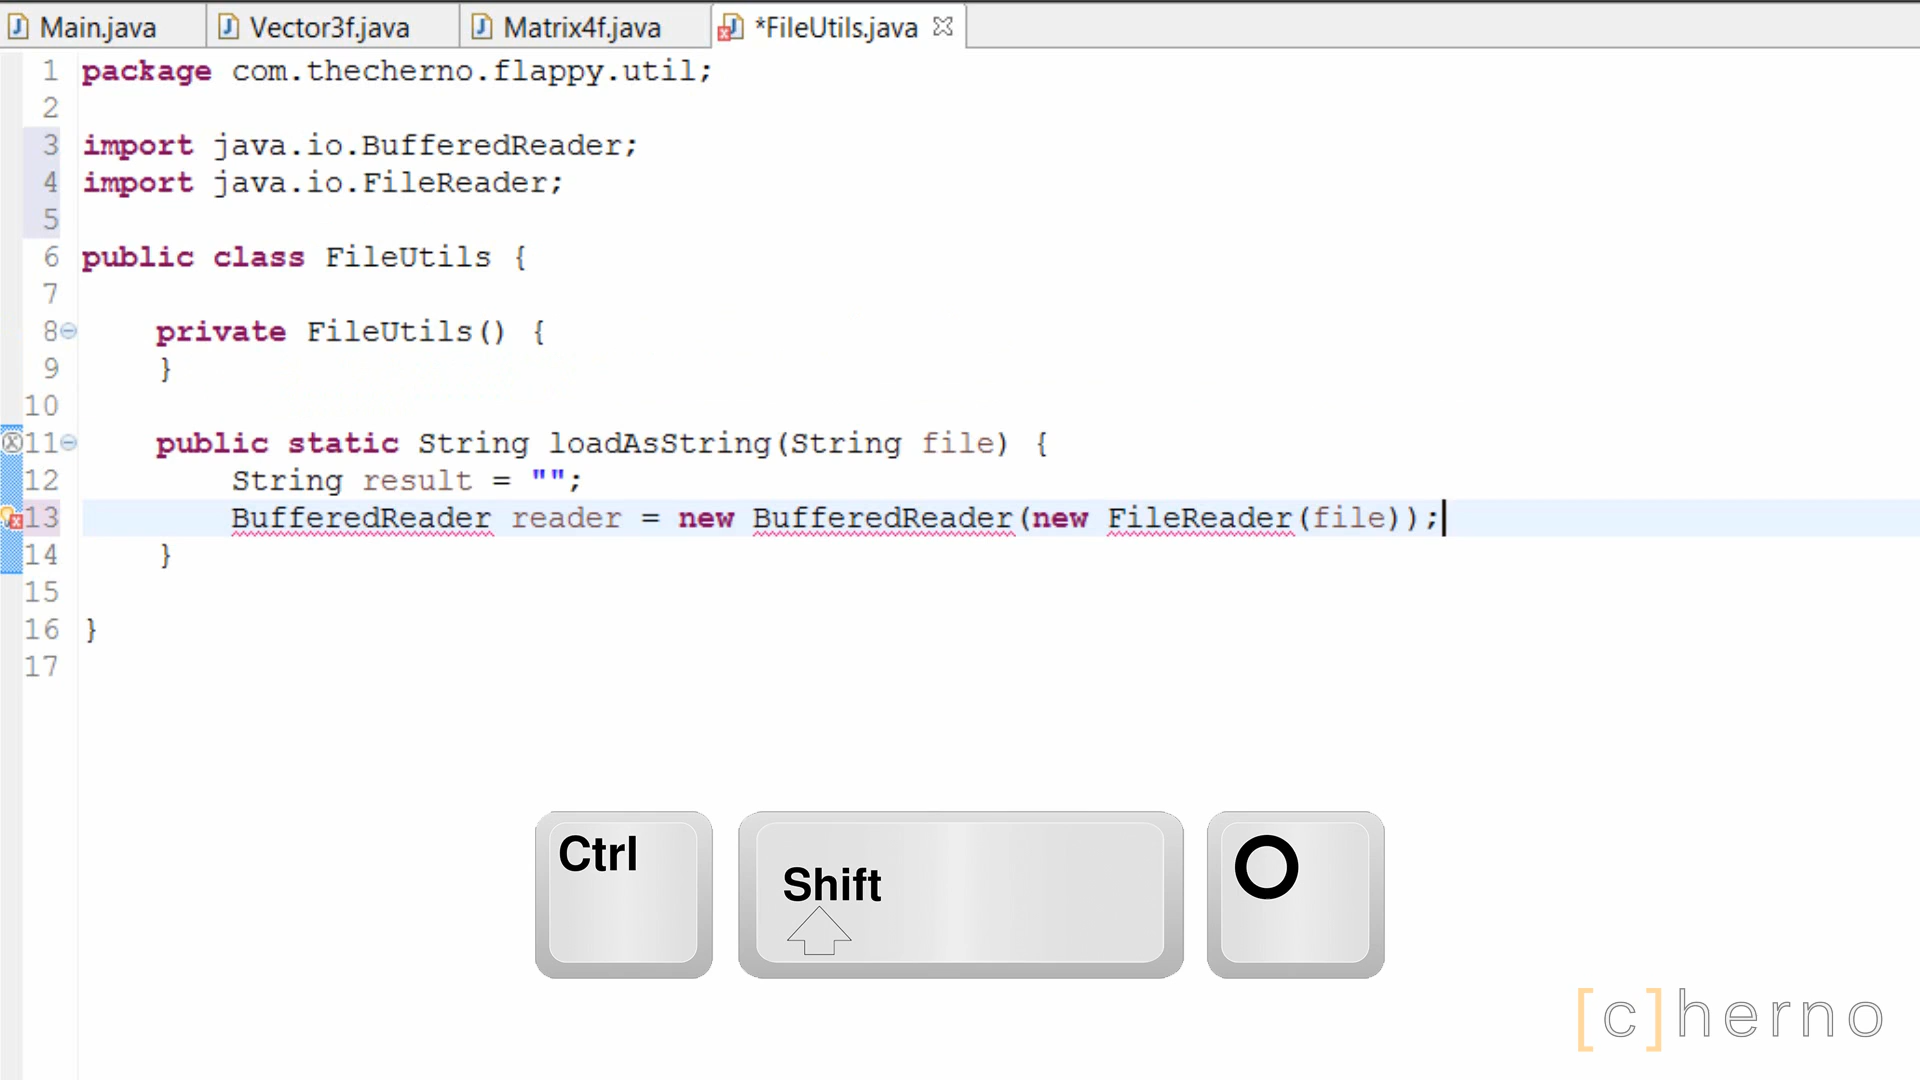 Main.java Vector3f.java Matrix4f.java *FileUtils.java
1 package com.thecherno.flappy.util;
2
3 import java.io.BufferedReader;
4 import java.io.FileReader;
5
6 public class FileUtils {
7
8 private FileUtils() {
9 }
10
11 public static String loadAsString(String file) {
12 String result = "";
13 BufferedReader reader = new BufferedReader(new FileReader(file));
14 }
15
16 }
17
Ctrl Shift O
[c]herno